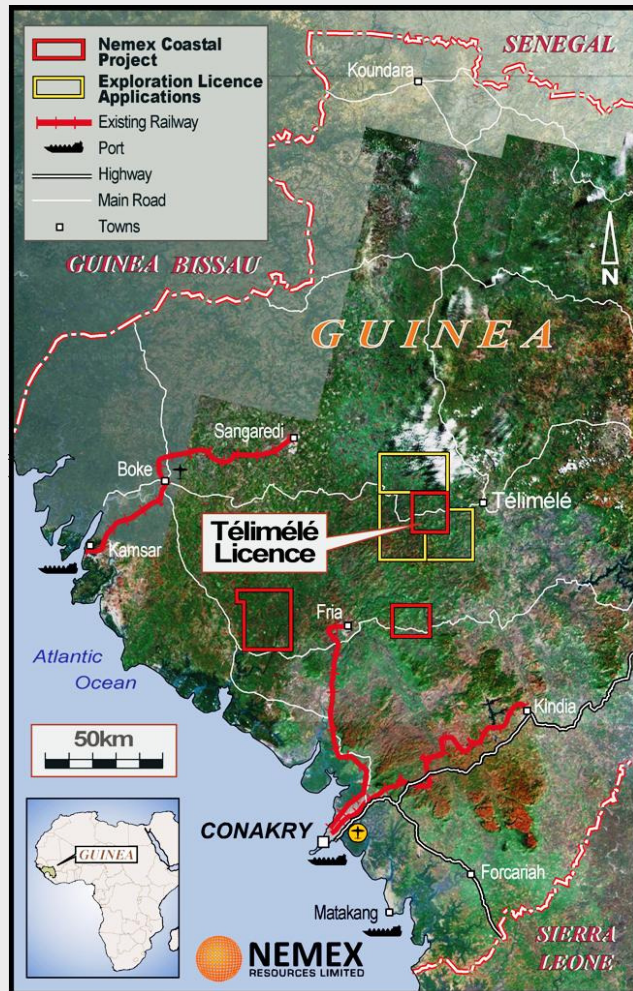 Nemex Coastal
Project
Exploration Licence
Applications
Existing Railway
Port
Highway
Main Road
Towns
SENEGAL
Koundara
GUINEA BISSAU
N
GUINEA
Sangaredi
Boke
Kamsar
Télimélé
Licence
Télimélé
Fria
Atlantic
Ocean
KIndia
50km
CONAKRY
GUINEA
Forcariah
Matakang
SIERRA
LEONE
NEMEX
RESOURCES LIMITED